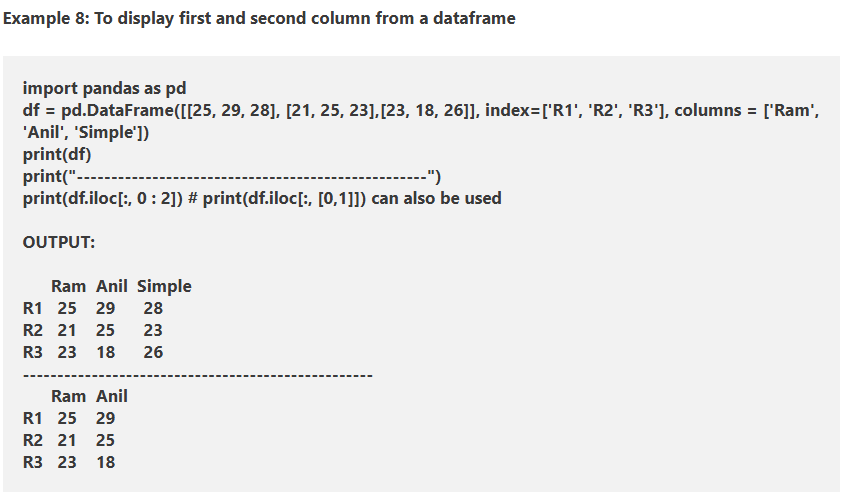 Example 8: To display first and second column from a dataframe
import pandas as pd
df = pd.DataFrame([[25, 29, 28], [21, 25, 23],[23, 18, 26]], index=['R1', 'R2', 'R3'], columns = ['Ram',
'Anil', 'Simple'])
print(df)
print("---------------------------------------------------")
print(df.iloc[:, 0 : 2]) # print(df.iloc[:, [0,1]]) can also be used
OUTPUT:
Ram Anil Simple
R1 25 29 28
R2 21 25 23
R3 23 18 26
---------------------------------------------------
Ram Anil
R1 25 29
R2 21 25
R3 23 18